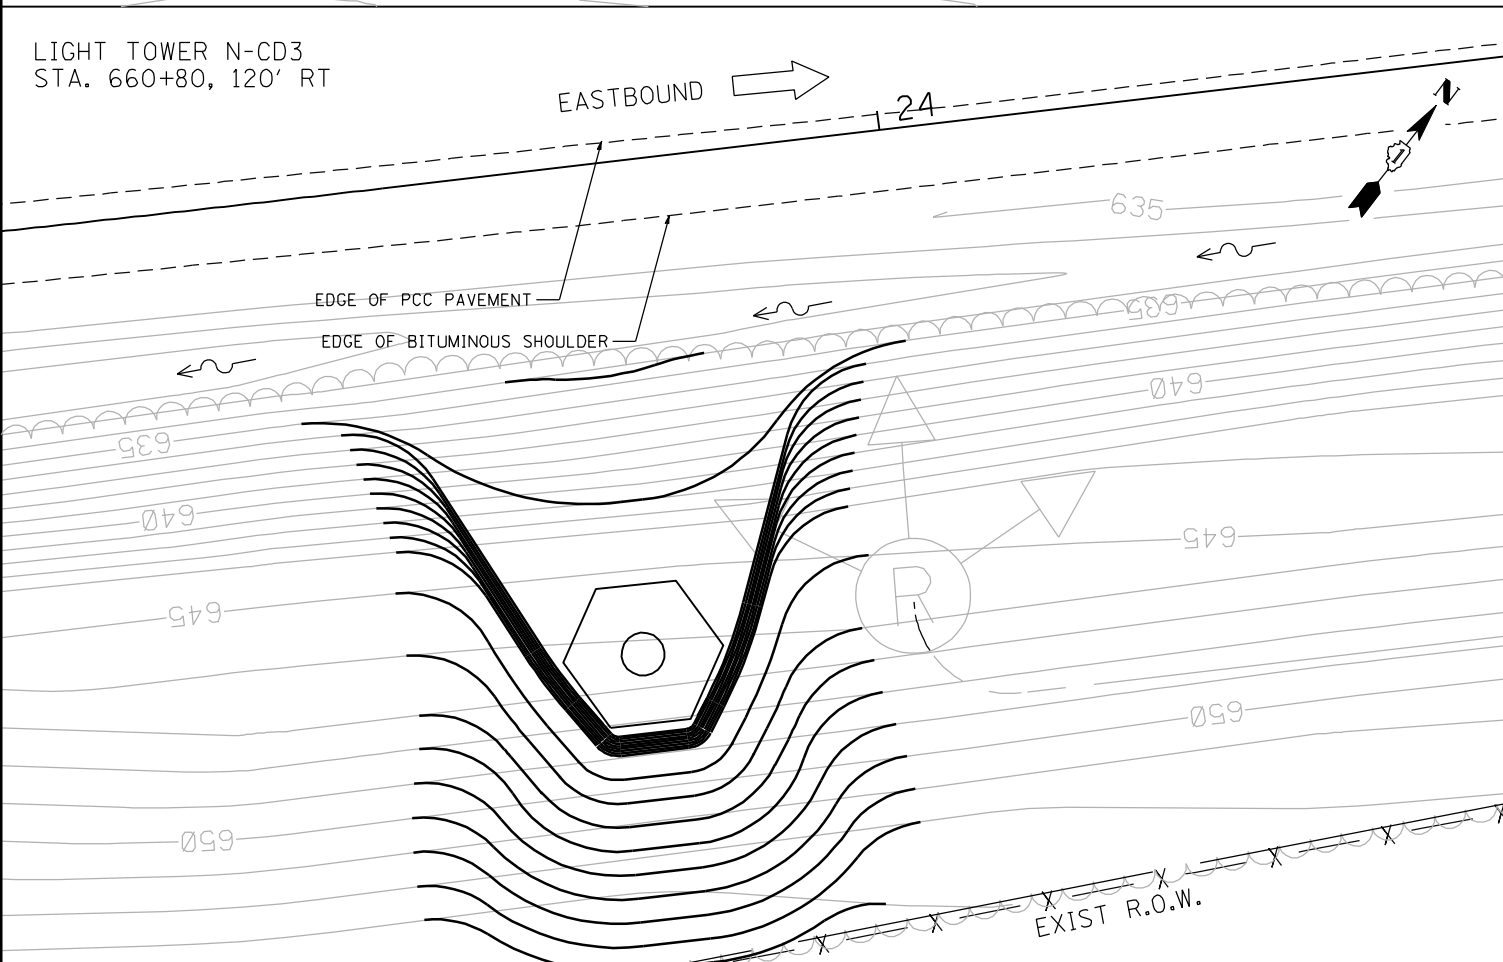 LIGHT TOWER N-CD3
STA. 660+80, 120' RT
EASTBOUND
24
N
635
EDGE OF PCC PAVEMENT
635
EDGE OF BITUMINOUS SHOULDER
640
635
640
645
R
645
650
650
EXIST R.O.W.